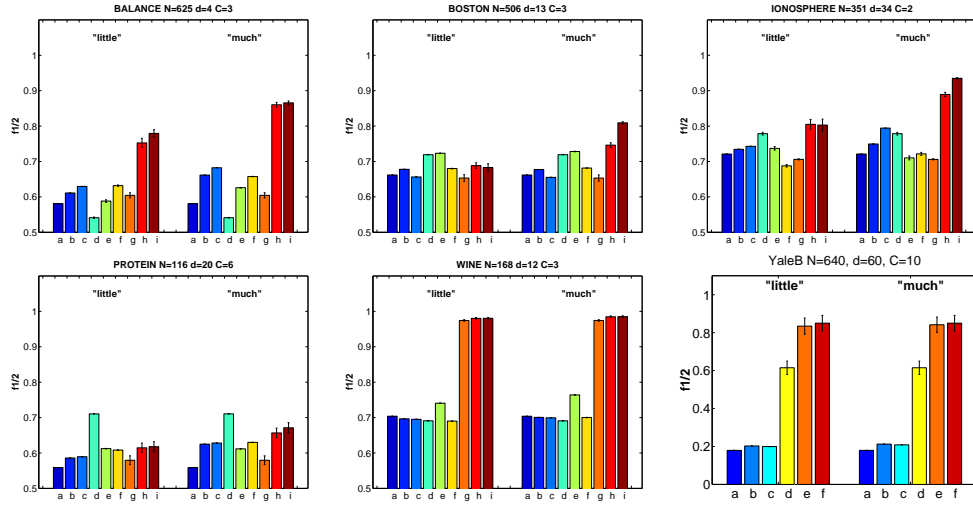 BALANCE N=625 d=4 C=3
"little" "much"
1
0.9
0.8
f1/2
0.7
0.6
0.5
a b c d e f g h i a b c d e f g h i
BOSTON N=506 d=13 C=3
"little" "much"
1
0.9
0.8
f1/2
0.7
0.6
0.5
a b c d e f g h i a b c d e f g h i
IONOSPHERE N=351 d=34 C=2
"little" "much"
1
0.9
0.8
f1/2
0.7
0.6
0.5
a b c d e f g h i a b c d e f g h i
PROTEIN N=116 d=20 C=6
"little" "much"
1
0.9
0.8
f1/2
0.7
0.6
0.5
a b c d e f g h i a b c d e f g h i
WINE N=168 d=12 C=3
"little" "much"
1
0.9
0.8
f1/2
0.7
0.6
0.5
a b c d e f g h i a b c d e f g h i
YaleB N=640, d=60, C=10
"little" "much"
1
0.8
0.6
f1/2
0.4
0.2
0
a b c d e f a b c d e f